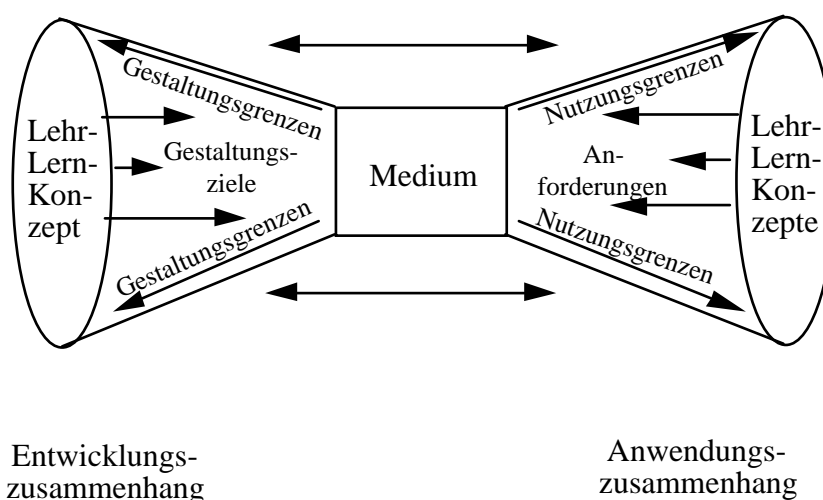 Gestaltungsgrenzen
Nutzungsgrenzen
Lehr-
Lern-
Kon-
zept
Gestaltungs-
ziele
Medium
An-
forderungen
Lehr-
Lern-
Kon-
zepte
Gestaltungsgrenzen
Nutzungsgrenzen
Entwicklungs-
zusammenhang
Anwendungs-
zusammenhang